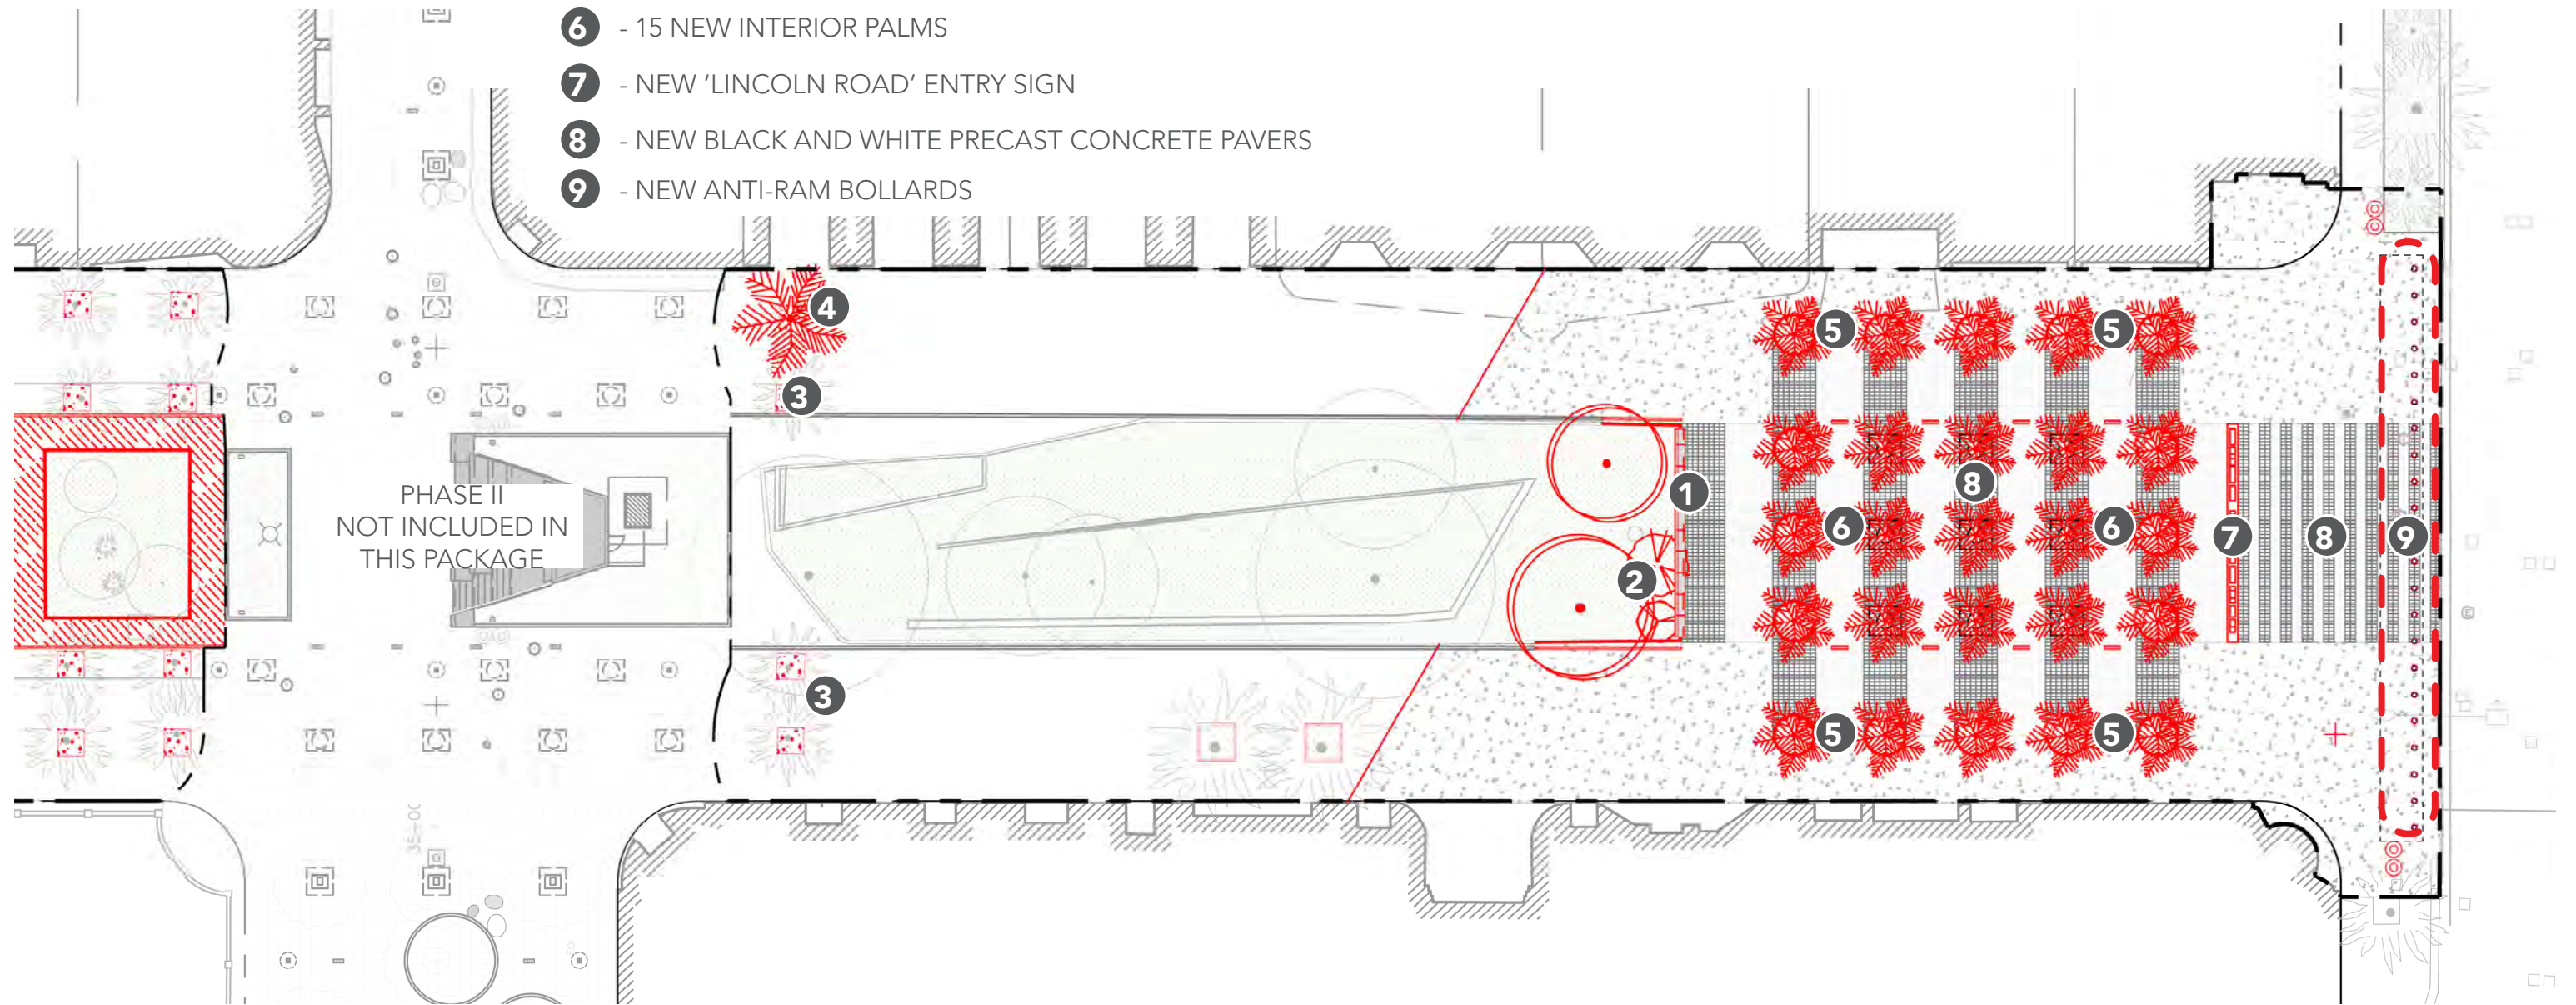 6 - 15 NEW INTERIOR PALMS
7 - NEW ‘LINCOLN ROAD’ ENTRY SIGN
8 - NEW BLACK AND WHITE PRECAST CONCRETE PAVERS
9 - NEW ANTI-RAM BOLLARDS
4
3
5 5
1
8
PHASE II
NOT INCLUDED IN
THIS PACKAGE
6 6 7 8 9
2
3
5 5